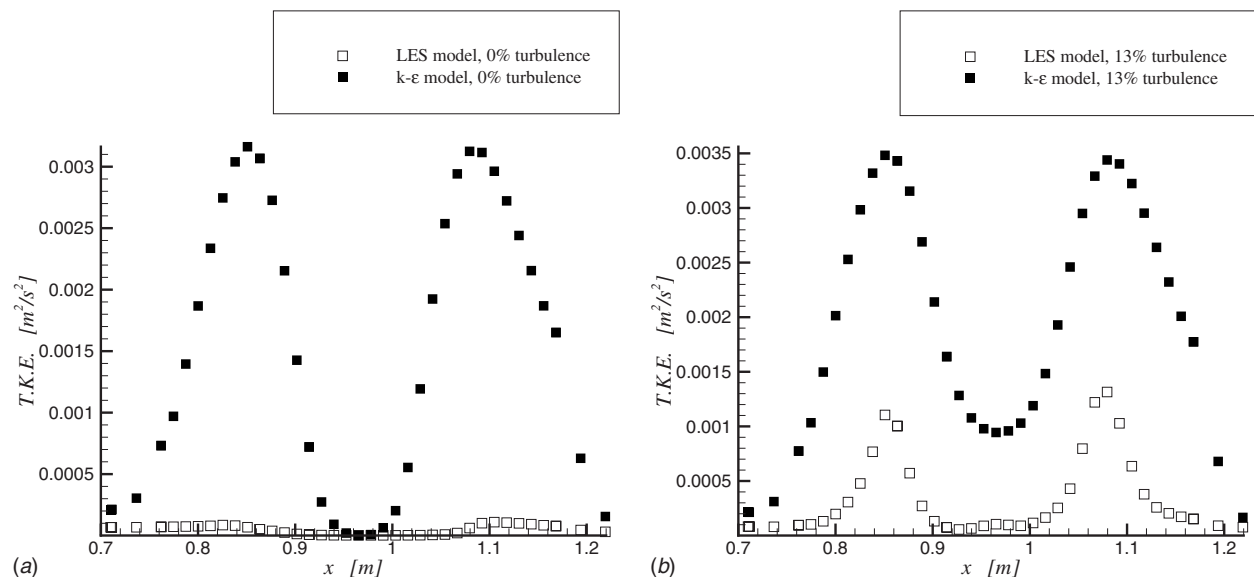 LES model, 0% turbulence
k-ε model, 0% turbulence
T.K.E. [m²/s²]
0.003
0.0025
0.002
0.0015
0.001
0.0005
0.7 0.8 0.9 1 1.1 1.2
x [m]
(a)
LES model, 13% turbulence
k-ε model, 13% turbulence
T.K.E. [m²/s²]
0.0035
0.003
0.0025
0.002
0.0015
0.001
0.0005
0.7 0.8 0.9 1 1.1 1.2
x [m]
(b)